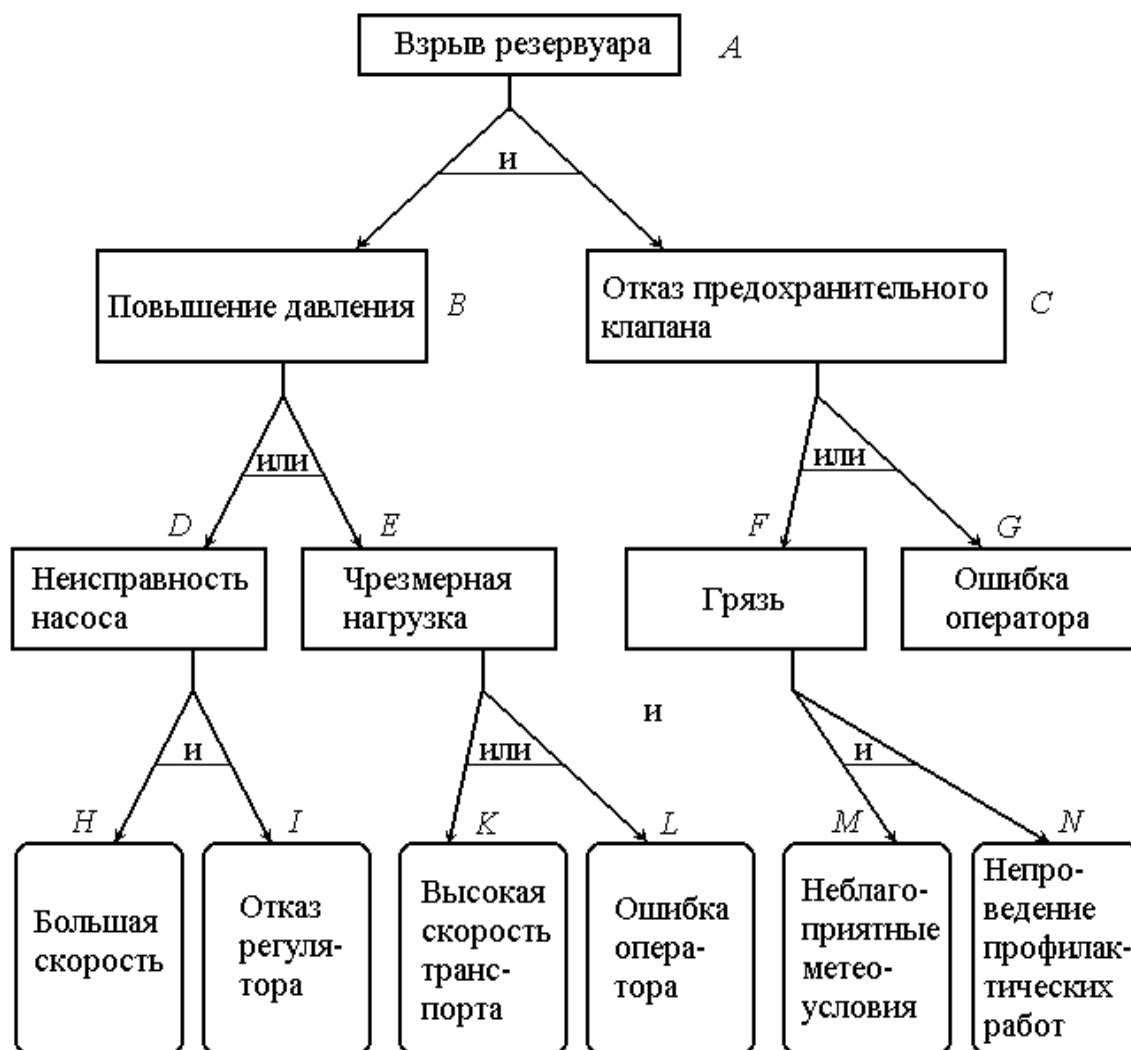 Взрыв резервуара
A
и
Повышение давления
B
Отказ предохранительного
клапана
C
или
или
D
E
F
G
Неисправность
насоса
Чрезмерная
нагрузка
Грязь
Ошибка
оператора
и
или
и
и
H
I
K
L
M
N
Большая
скорость
Отказ
регуля-
тора
Высокая
скорость
транс-
порта
Ошибка
опера-
тора
Неблаго-
приятные
метео-
условия
Непро-
ведение
профилак-
тических
работ